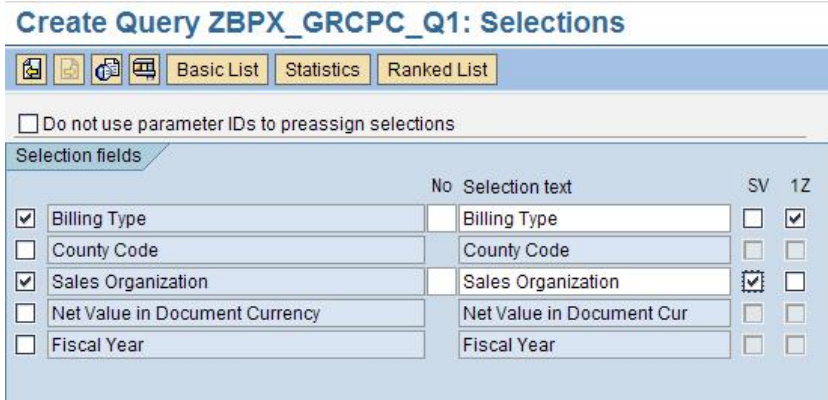 Create Query ZBPX_GRCPC_Q1: Selections
Basic List Statistics Ranked List
Do not use parameter IDs to preassign selections
Selection fields
No Selection text SV 1Z
Billing Type Billing Type
County Code County Code
Sales Organization Sales Organization
Net Value in Document Currency Net Value in Document Cur
Fiscal Year Fiscal Year